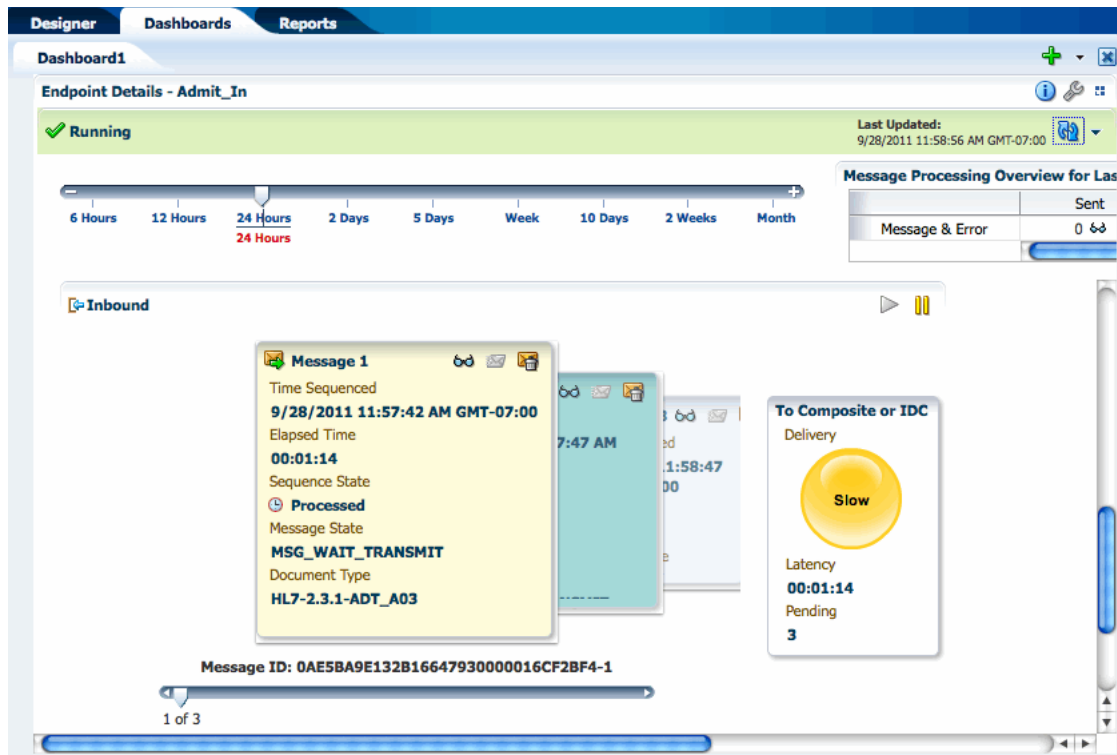 Designer Dashboards Reports
Dashboard1
Endpoint Details - Admit_In
Running
Last Updated:
9/28/2011 11:58:56 AM GMT-07:00
Message Processing Overview for Las
Sent
Message & Error 0
6 Hours 12 Hours 24 Hours 2 Days 5 Days Week 10 Days 2 Weeks Month
24 Hours
Inbound
Message 1
Time Sequenced
9/28/2011 11:57:42 AM GMT-07:00
Elapsed Time
00:01:14
Sequence State
Processed
Message State
MSG_WAIT_TRANSMIT
Document Type
HL7-2.3.1-ADT_A03
7:47 AM
3
ed
1:58:47
00
e
To Composite or IDC
Delivery
Slow
Latency
00:01:14
Pending
3
Message ID: 0AE5BA9E132B16647930000016CF2BF4-1
1 of 3